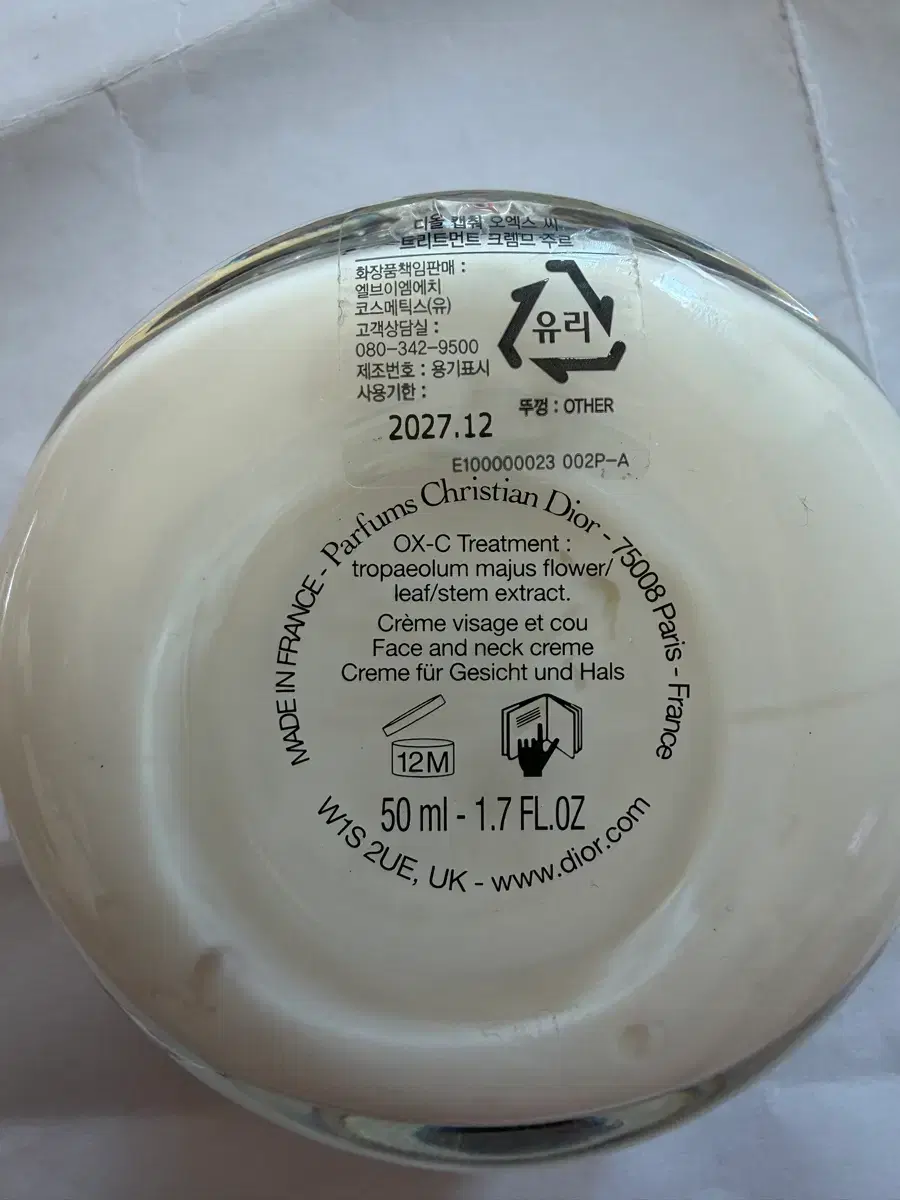 디올 캡춰 오엑스 씨
트리트먼트 크렘므 주르
화장품책임판매 :
엘브이엠에치
코스메틱스(유)
고객상담실 :
080-342-9500
제조번호 : 용기표시
사용기한 :
2027.12
유리
뚜껑 : OTHER
E100000023 002P-A
MADE IN FRANCE - Parfums Christian Dior - 75008 Paris - France
OX-C Treatment :
tropaeolum majus flower/
leaf/stem extract.
Crème visage et cou
Face and neck creme
Creme für Gesicht und Hals
12M
50 ml - 1.7 FL.OZ
W1S 2UE, UK - www.dior.com